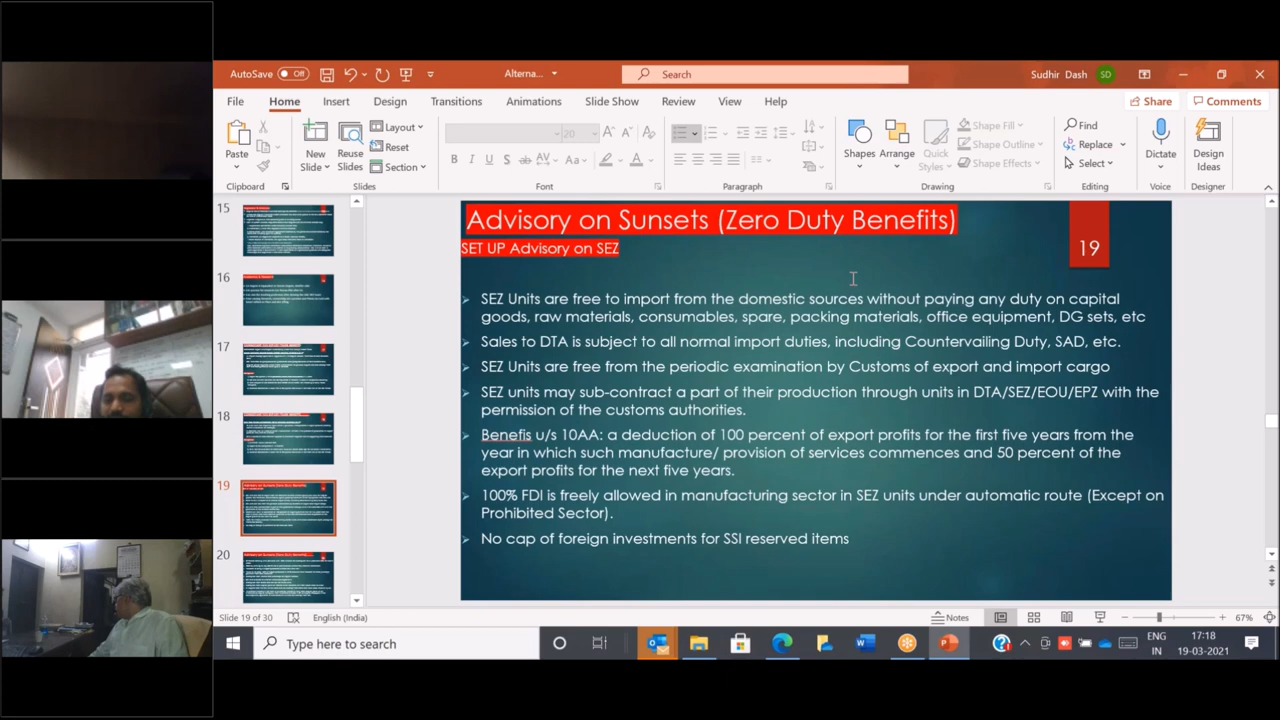 AutoSave Off Alterna... Search Sudhir Dash SD
File Home Insert Design Transitions Animations Slide Show Review View Help Share Comments
Paste New Slide Reuse Slides Layout Reset Section 20 Shapes Arrange Quick Styles Shape Fill Shape Outline Shape Effects Find Replace Select Dictate Design Ideas
Clipboard Slides Font Paragraph Drawing Editing Voice Designer
15
16
17
18
19
20
Advisory on Sunset (Zero Duty Benefits)
SET UP Advisory on SEZ
19
SEZ Units are free to import from the domestic sources without paying any duty on capital
goods, raw materials, consumables, spare, packing materials, office equipment, DG sets, etc
Sales to DTA is subject to all normal import duties, including Countervailing Duty, SAD, etc.
SEZ units are free from the purview examination by Customs of export and import cargo
SEZ units may sub-contract a part of their production through units in DTA/SEZ/EOU/EPZ with the
permission of the customs authorities.
Benefits of IT laws: deduction 100 percent of export profits for the first five years from the
year in which such manufacture/ provision of services commences and 50 percent of the
export profits for the next five years.
100% FDI freely allowed in manufacturing sector in SEZ units under automatic route (Except on
Prohibited Sector).
No cap of foreign investments for SSI reserved items
Slide 19 of 30 English (India) Notes 67%
Type here to search ENG IN 17:18 19-03-2021